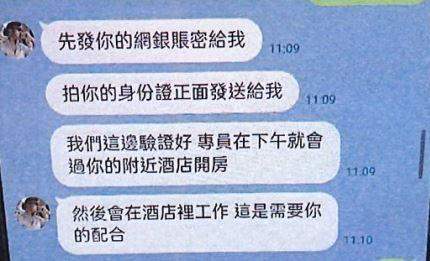 先發你的網銀賬密給我
11:09
拍你的身份證正面發送給我
11:09
我們這邊驗證好 專員在下午就會
過你的附近酒店開房
11:09
然後會在酒店裡工作 這是需要你
的配合
11:10